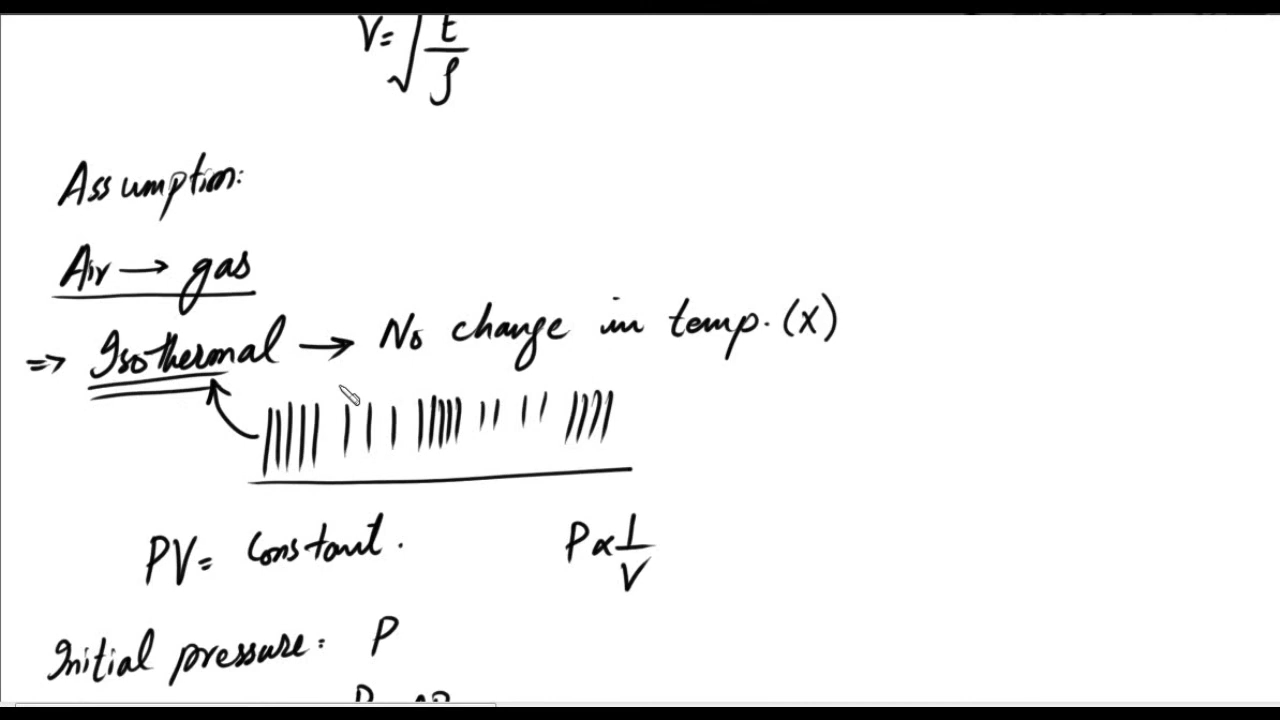 V = √(t/ρ)
Assumption:
Air → gas
⇒ Isothermal → No change in temp. (X)
PV = Constant.
P ∝ 1/V
Initial pressure: P